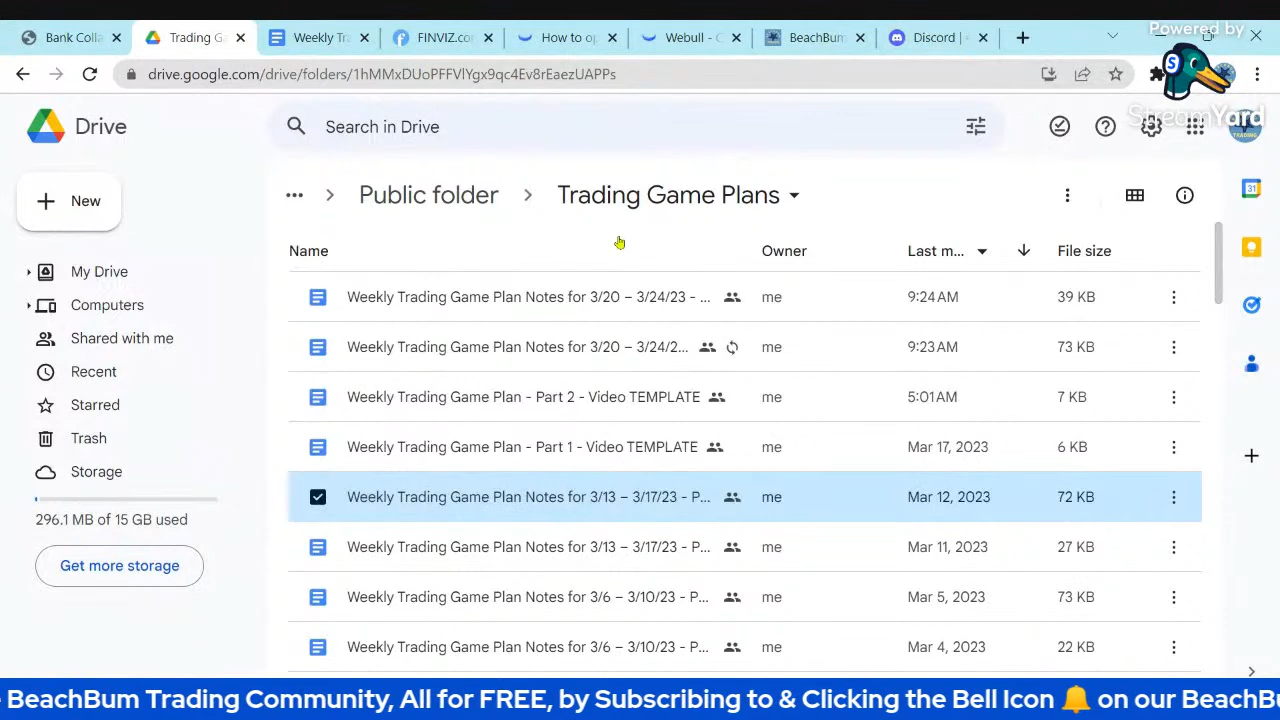 Powered by
StreamYard
Bank Colla
Trading Ga
Weekly Tr
FINVIZ.co
How to op
Webull - C
BeachBum
Discord |
drive.google.com/drive/folders/1hMMxDUoPFFVlYgx9qc4Ev8rEaezUAPPs
Drive
Search in Drive
TRADING
New
My Drive
Computers
Shared with me
Recent
Starred
Trash
Storage
296.1 MB of 15 GB used
Get more storage
Public folder
Trading Game Plans
31
Name Owner Last m... File size
Weekly Trading Game Plan Notes for 3/20 – 3/24/23 - ... me 9:24 AM 39 KB
Weekly Trading Game Plan Notes for 3/20 – 3/24/2... me 9:23 AM 73 KB
Weekly Trading Game Plan - Part 2 - Video TEMPLATE me 5:01 AM 7 KB
Weekly Trading Game Plan - Part 1 - Video TEMPLATE me Mar 17, 2023 6 KB
Weekly Trading Game Plan Notes for 3/13 – 3/17/23 - P... me Mar 12, 2023 72 KB
Weekly Trading Game Plan Notes for 3/13 – 3/17/23 - P... me Mar 11, 2023 27 KB
Weekly Trading Game Plan Notes for 3/6 – 3/10/23 - P... me Mar 5, 2023 73 KB
Weekly Trading Game Plan Notes for 3/6 – 3/10/23 - P... me Mar 4, 2023 22 KB
e BeachBum Trading Community, All for FREE, by Subscribing to & Clicking the Bell Icon 🔔 on our BeachBu